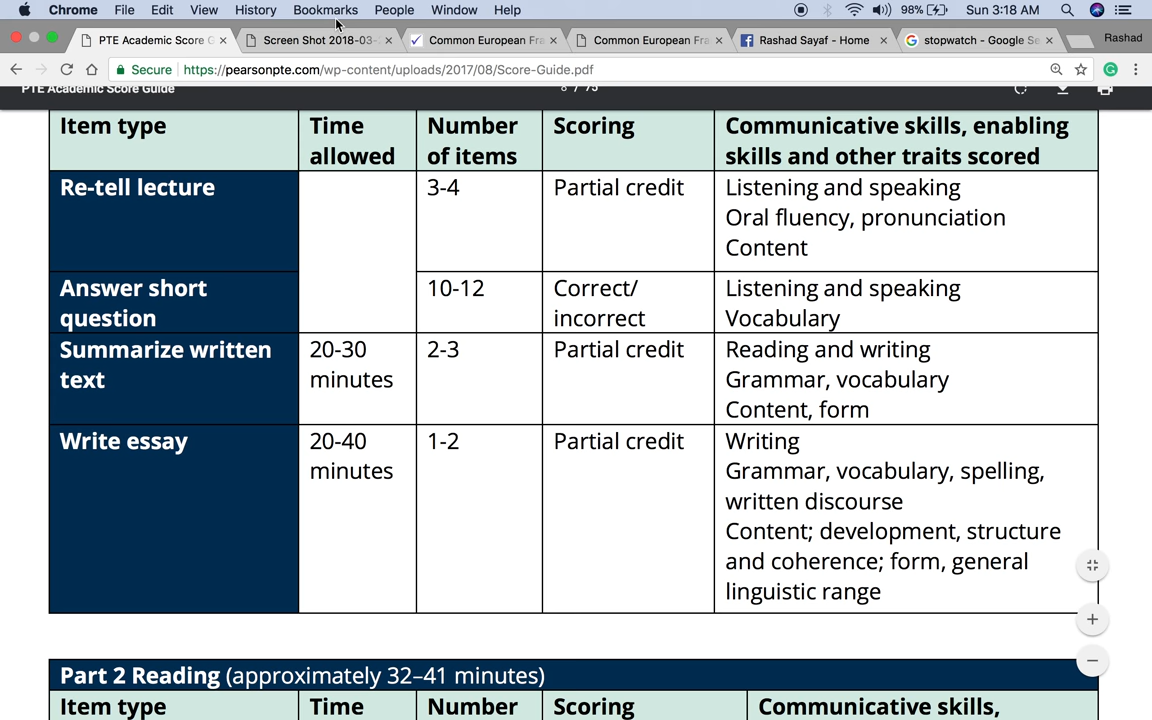 Chrome File Edit View History Bookmarks People Window Help 98% Sun 3:18 AM
PTE Academic Score G Screen Shot 2018-03- Common European Fra Common European Fra Rashad Sayaf - Home stopwatch - Google Se Rashad
Secure https://pearsonpte.com/wp-content/uploads/2017/08/Score-Guide.pdf
PTE Academic Score Guide 8 / 75
Item type Time allowed Number of items Scoring Communicative skills, enabling skills and other traits scored
Re-tell lecture 3-4 Partial credit Listening and speaking
Oral fluency, pronunciation
Content
Answer short question 10-12 Correct/ incorrect Listening and speaking
Vocabulary
Summarize written text 20-30 minutes 2-3 Partial credit Reading and writing
Grammar, vocabulary
Content, form
Write essay 20-40 minutes 1-2 Partial credit Writing
Grammar, vocabulary, spelling,
written discourse
Content; development, structure
and coherence; form, general
linguistic range
Part 2 Reading (approximately 32–41 minutes)
Item type Time Number Scoring Communicative skills,